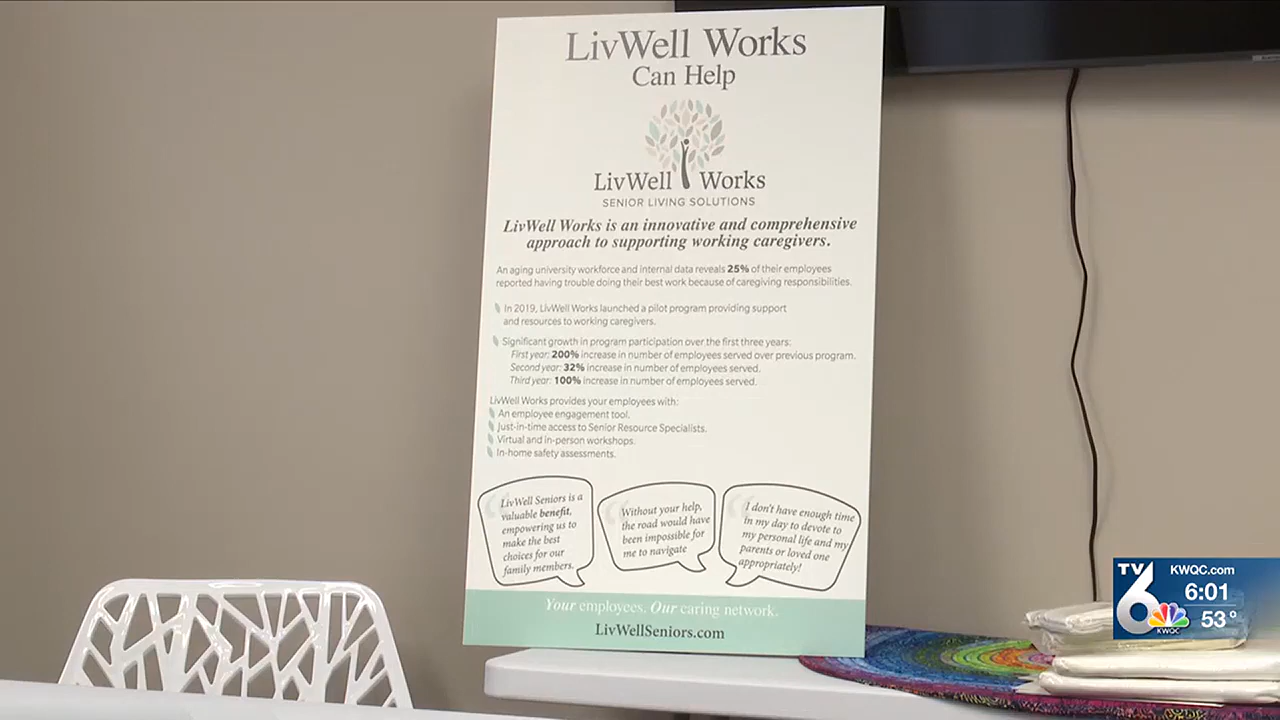 LivWell Works
Can Help
LivWell Works
SENIOR LIVING SOLUTIONS
LivWell Works is an innovative and comprehensive
approach to supporting working caregivers.
An aging university workforce and internal data reveals 25% of their employees
reported having trouble doing their best work because of caregiving responsibilities.
In 2019, LivWell Works launched a pilot program providing support
and resources to working caregivers.
Significant growth in program participation over the first three years:
First year: 200% increase in number of employees served over previous program.
Second year: 32% increase in number of employees served.
Third year: 100% increase in number of employees served.
LivWell Works provides your employees with:
An employee engagement tool.
Just-in-time access to Senior Resource Specialists.
Virtual and in-person workshops.
In-home safety assessments.
LivWell Seniors is a
valuable benefit,
empowering us to
make the best
choices for our
family members.
Without your help,
the road would have
been impossible for
me to navigate
I don't have enough time
in my day to devote to
my personal life and my
parents or loved one
appropriately!
Your employees. Our caring network.
LivWellSeniors.com
TV6
KWQC
KWQC.com
6:01
53°